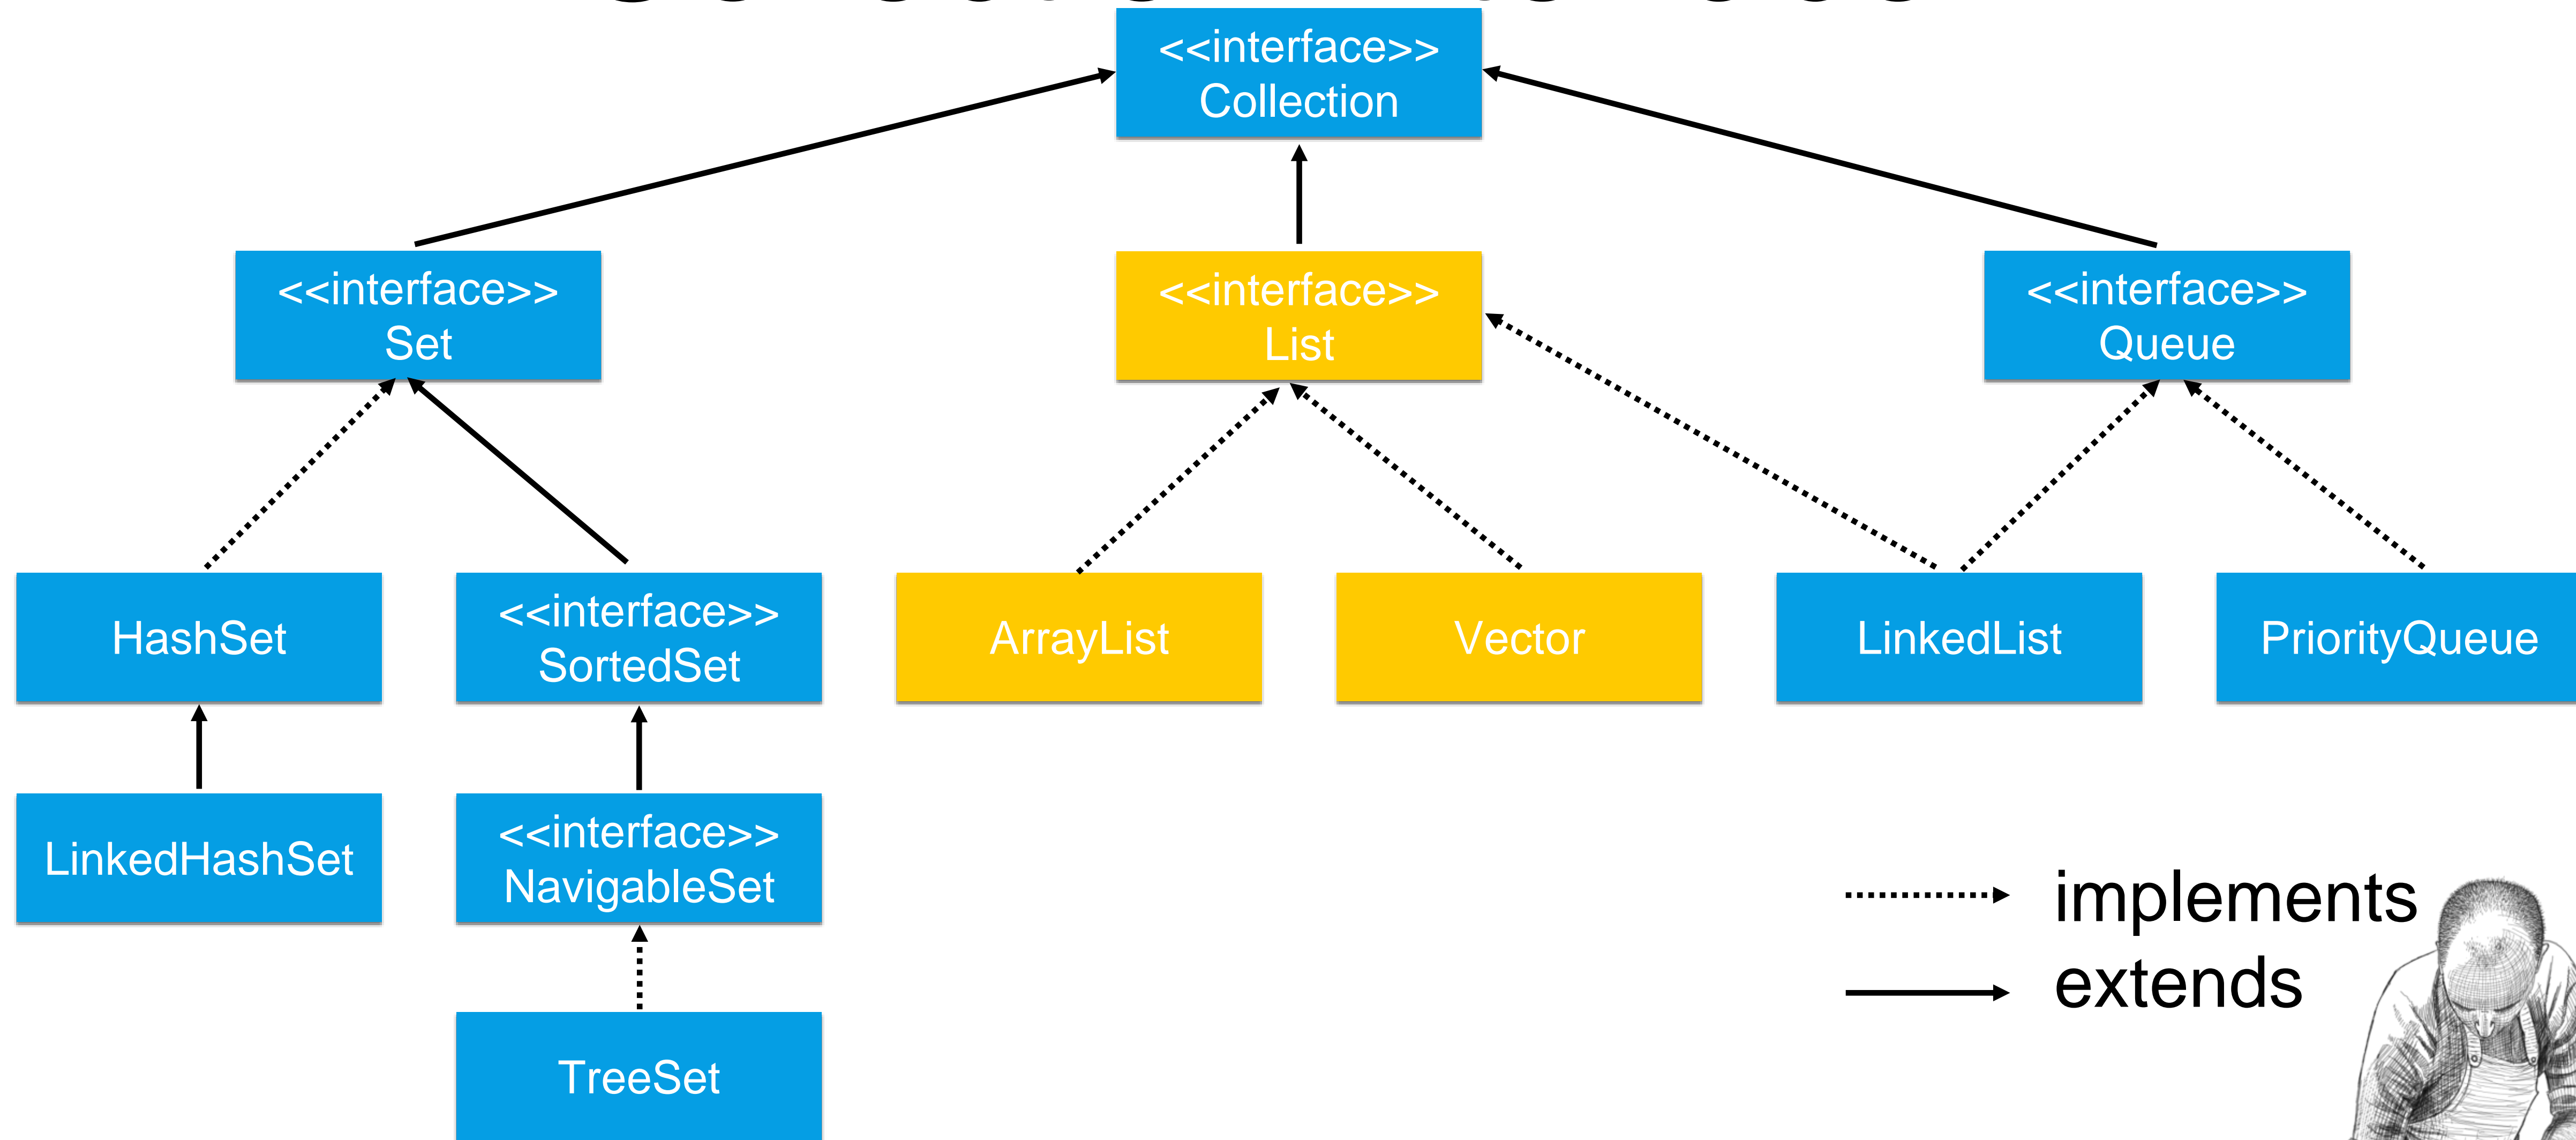 <<interface>>
Collection
<<interface>>
Set
<<interface>>
List
<<interface>>
Queue
HashSet
<<interface>>
SortedSet
ArrayList
Vector
LinkedList
PriorityQueue
LinkedHashSet
<<interface>>
NavigableSet
TreeSet
implements
extends